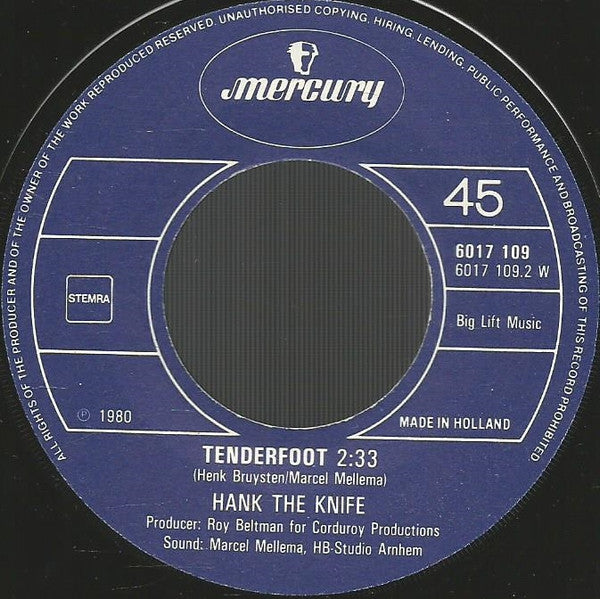 ALL RIGHTS OF THE PRODUCER AND OF THE OWNER OF THE WORK REPRODUCED RESERVED. UNAUTHORISED COPYING, HIRING, LENDING, PUBLIC PERFORMANCE AND BROADCASTING OF THIS RECORD PROHIBITED
mercury
45
6017 109
6017 109.2 W
STEMRA
Big Lift Music
℗ 1980
MADE IN HOLLAND
TENDERFOOT 2:33
(Henk Bruysten/Marcel Mellema)
HANK THE KNIFE
Producer: Roy Beltman for Corduroy Productions
Sound: Marcel Mellema, HB-Studio Arnhem